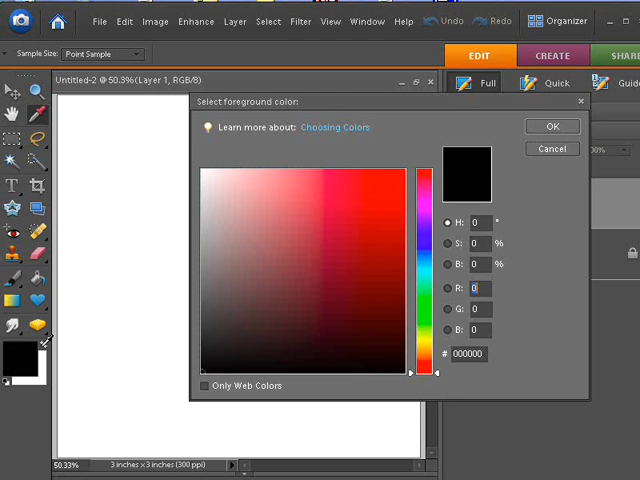 File Edit Image Enhance Layer Select Filter View Window Help Undo Redo Organizer
Sample Size: Point Sample
EDIT CREATE SHARE
Untitled-2 @ 50.3%(Layer 1, RGB/8)
Full Quick Guide
Select foreground color:
Learn more about: Choosing Colors
OK
Cancel
H: 0 °
S: 0 %
B: 0 %
R: 0
G: 0
B: 0
# 000000
Only Web Colors
50.33% 3 inches x 3 inches (300 ppi)